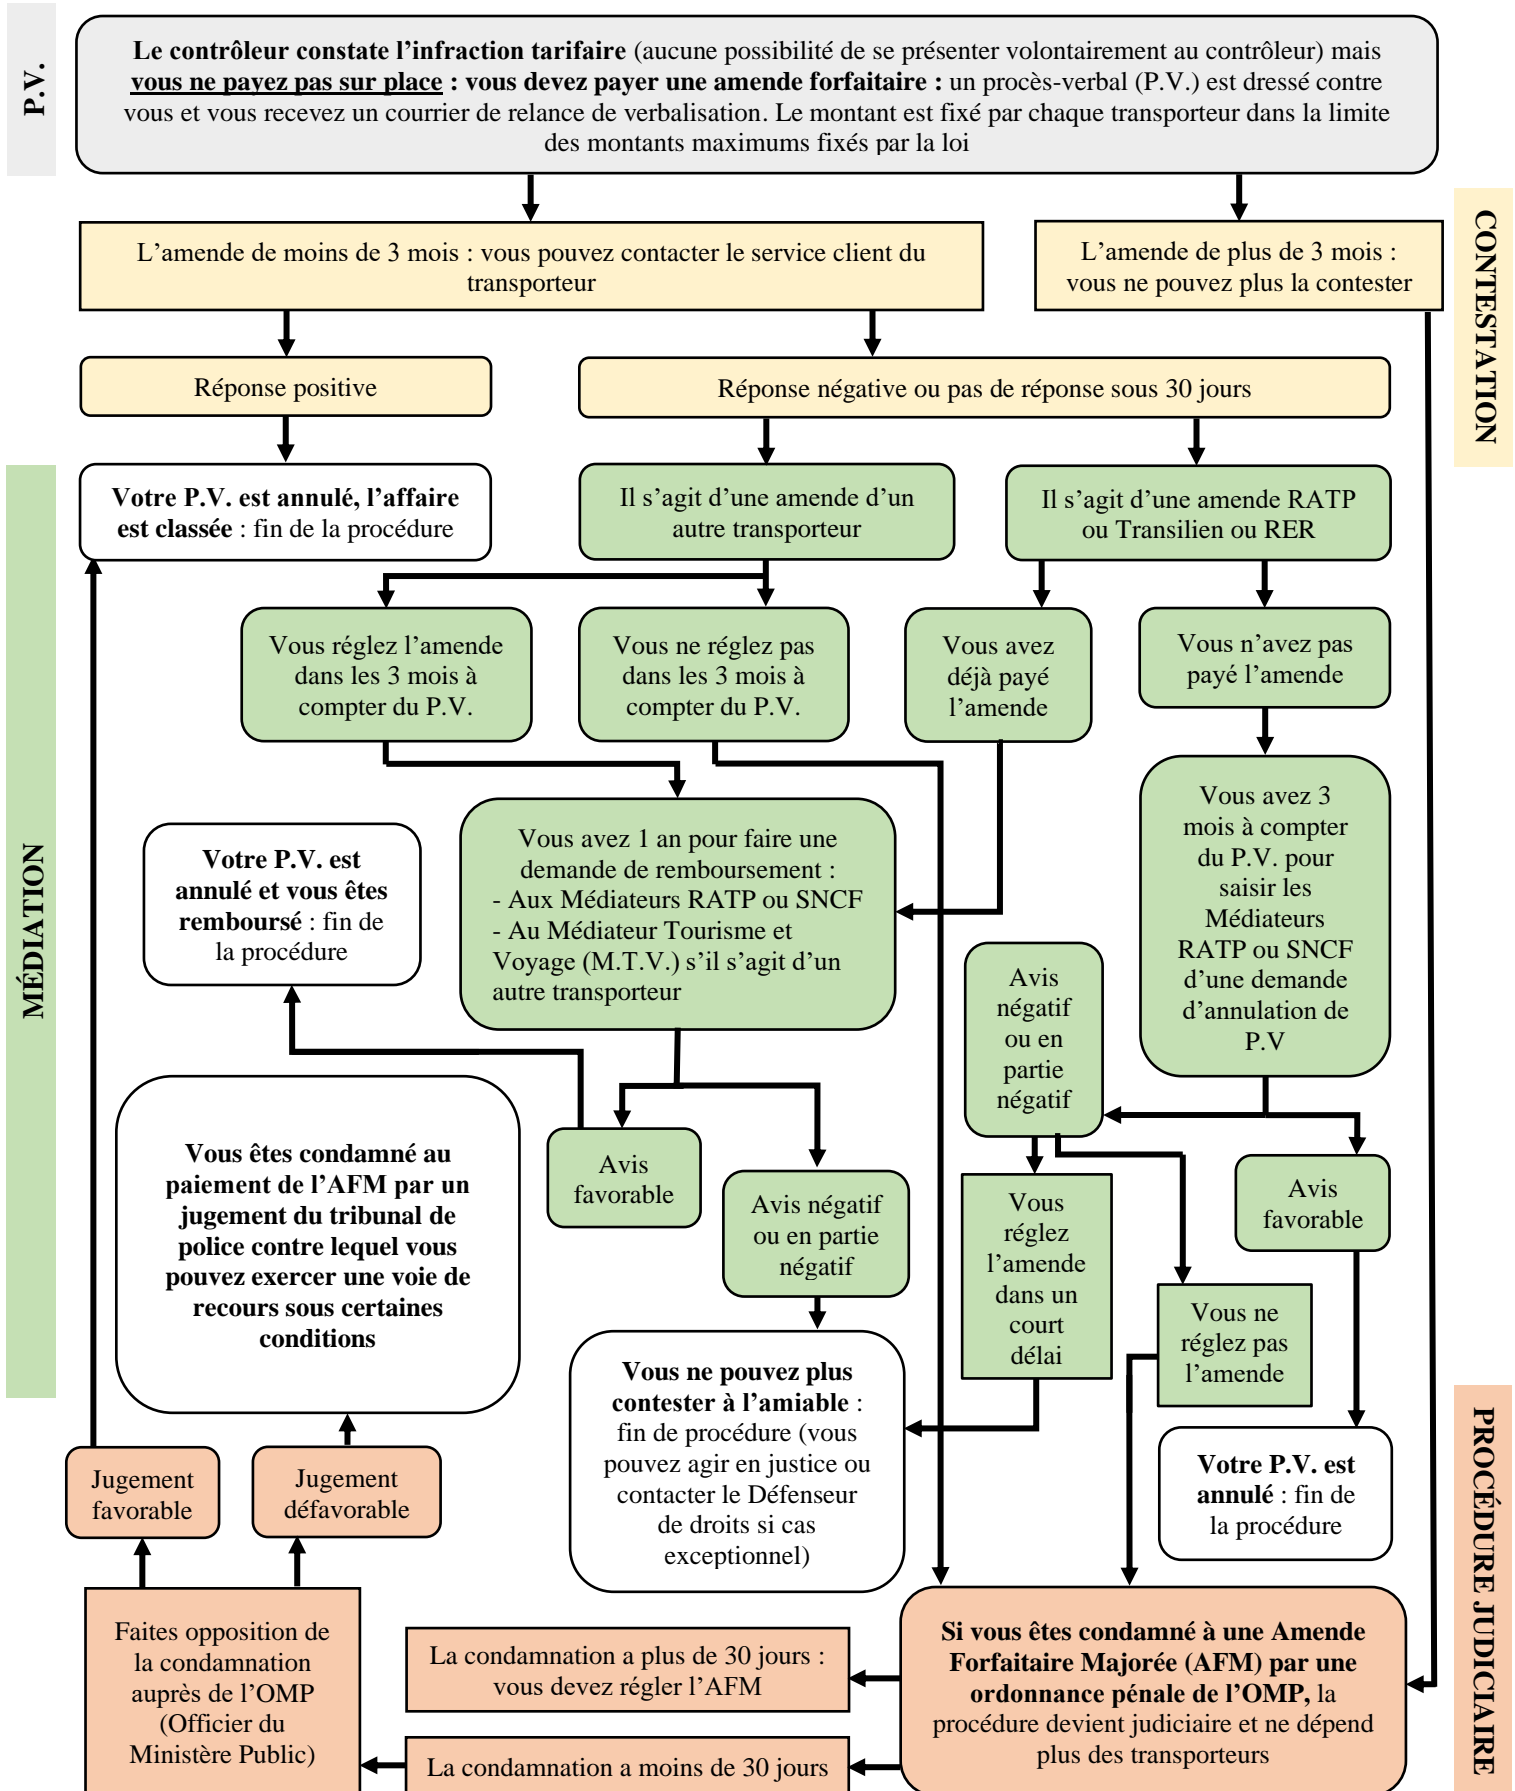 P.V.
Le contrôleur constate l’infraction tarifaire (aucune possibilité de se présenter volontairement au contrôleur) mais
vous ne payez pas sur place : vous devez payer une amende forfaitaire : un procès-verbal (P.V.) est dressé contre
vous et vous recevez un courrier de relance de verbalisation. Le montant est fixé par chaque transporteur dans la limite
des montants maximums fixés par la loi
CONTESTATION
L’amende de moins de 3 mois : vous pouvez contacter le service client du
transporteur
L’amende de plus de 3 mois :
vous ne pouvez plus la contester
Réponse positive
Réponse négative ou pas de réponse sous 30 jours
MÉDIATION
Votre P.V. est annulé, l’affaire
est classée : fin de la procédure
Il s’agit d’une amende d’un
autre transporteur
Il s’agit d’une amende RATP
ou Transilien ou RER
Vous réglez l’amende
dans les 3 mois à
compter du P.V.
Vous ne réglez pas
dans les 3 mois à
compter du P.V.
Vous avez
déjà payé
l’amende
Vous n’avez pas
payé l’amende
Votre P.V. est
annulé et vous êtes
remboursé : fin de
la procédure
Vous avez 1 an pour faire une
demande de remboursement :
- Aux Médiateurs RATP ou SNCF
- Au Médiateur Tourisme et
Voyage (M.T.V.) s’il s’agit d’un
autre transporteur
Vous avez 3
mois à compter
du P.V. pour
saisir les
Médiateurs
RATP ou SNCF
d’une demande
d’annulation de
P.V
Avis
négatif
ou en
partie
négatif
Vous êtes condamné au
paiement de l’AFM par un
jugement du tribunal de
police contre lequel vous
pouvez exercer une voie de
recours sous certaines
conditions
Avis
favorable
Avis négatif
ou en partie
négatif
Vous
réglez
l’amende
dans un
court
délai
Avis
favorable
Vous ne
réglez pas
l’amende
Vous ne pouvez plus
contester à l’amiable :
fin de procédure (vous
pouvez agir en justice ou
contacter le Défenseur
de droits si cas
exceptionnel)
Votre P.V. est
annulé : fin de
la procédure
PROCÉDURE JUDICIAIRE
Jugement
favorable
Jugement
défavorable
Faites opposition de
la condamnation
auprès de l’OMP
(Officier du
Ministère Public)
La condamnation a plus de 30 jours :
vous devez régler l’AFM
La condamnation a moins de 30 jours
Si vous êtes condamné à une Amende
Forfaitaire Majorée (AFM) par une
ordonnance pénale de l’OMP, la
procédure devient judiciaire et ne dépend
plus des transporteurs